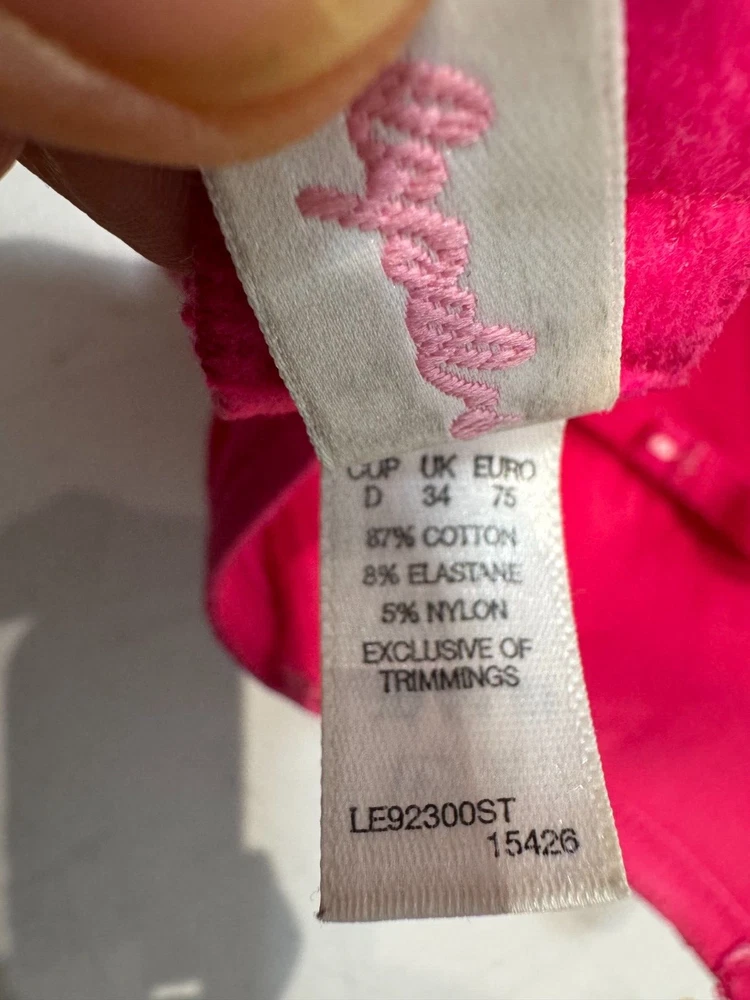 CUP UK EURO
D 34 75
87% COTTON
8% ELASTANE
5% NYLON
EXCLUSIVE OF
TRIMMINGS
LE92300ST
15426